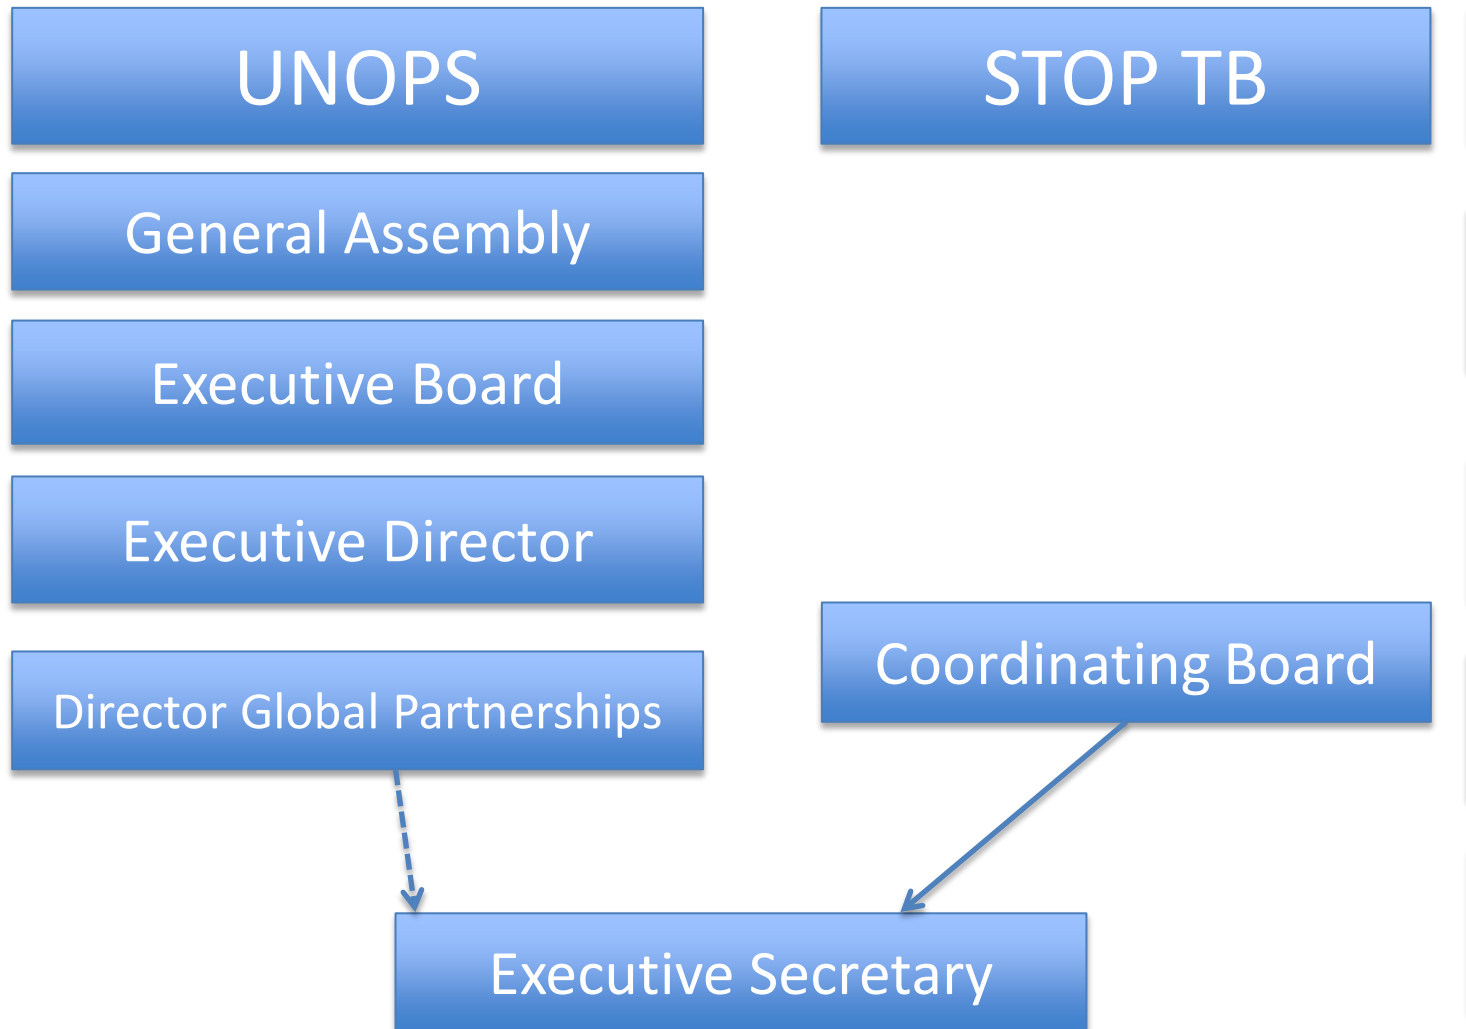 UNOPS
STOP TB
General Assembly
Executive Board
Executive Director
Director Global Partnerships
Coordinating Board
Executive Secretary